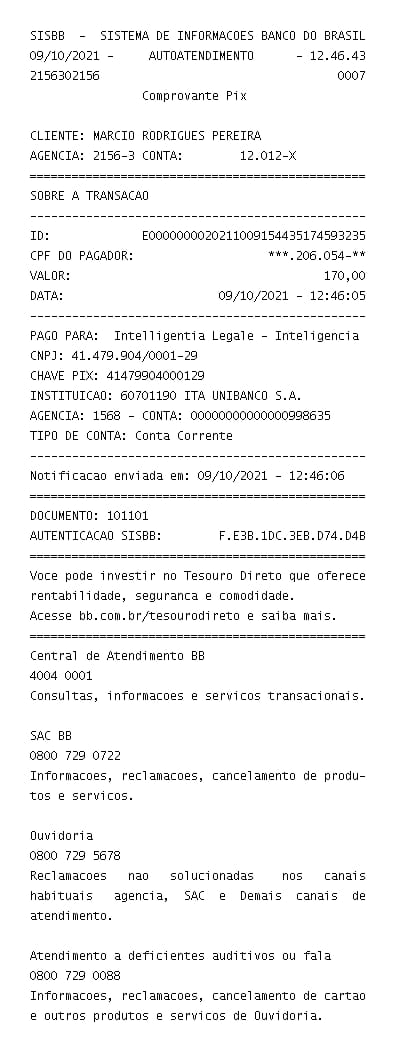 SISBB - SISTEMA DE INFORMACOES BANCO DO BRASIL
09/10/2021 - AUTOATENDIMENTO - 12.46.43
2156302156 0007
Comprovante Pix
CLIENTE: MARCIO RODRIGUES PEREIRA
AGENCIA: 2156-3 CONTA: 12.012-X
================================================
SOBRE A TRANSACAO
------------------------------------------------
ID: E0000000020211009154435174593235
CPF DO PAGADOR: ***.206.054-**
VALOR: 170,00
DATA: 09/10/2021 - 12:46:05
------------------------------------------------
PAGO PARA: Intelligentia Legale - Inteligencia
CNPJ: 41.479.904/0001-29
CHAVE PIX: 41479904000129
INSTITUICAO: 60701190 ITA UNIBANCO S.A.
AGENCIA: 1568 - CONTA: 00000000000000998635
TIPO DE CONTA: Conta Corrente
------------------------------------------------
Notificacao enviada em: 09/10/2021 - 12:46:06
================================================
DOCUMENTO: 101101
AUTENTICACAO SISBB: F.E3B.1DC.3EB.D74.D4B
================================================
Voce pode investir no Tesouro Direto que oferece
rentabilidade, seguranca e comodidade.
Acesse bb.com.br/tesourodireto e saiba mais.
================================================
Central de Atendimento BB
4004 0001
Consultas, informacoes e servicos transacionais.
SAC BB
0800 729 0722
Informacoes, reclamacoes, cancelamento de produ-
tos e servicos.
Ouvidoria
0800 729 5678
Reclamacoes nao solucionadas nos canais
habituais agencia, SAC e Demais canais de
atendimento.
Atendimento a deficientes auditivos ou fala
0800 729 0088
Informacoes, reclamacoes, cancelamento de cartao
e outros produtos e servicos de Ouvidoria.